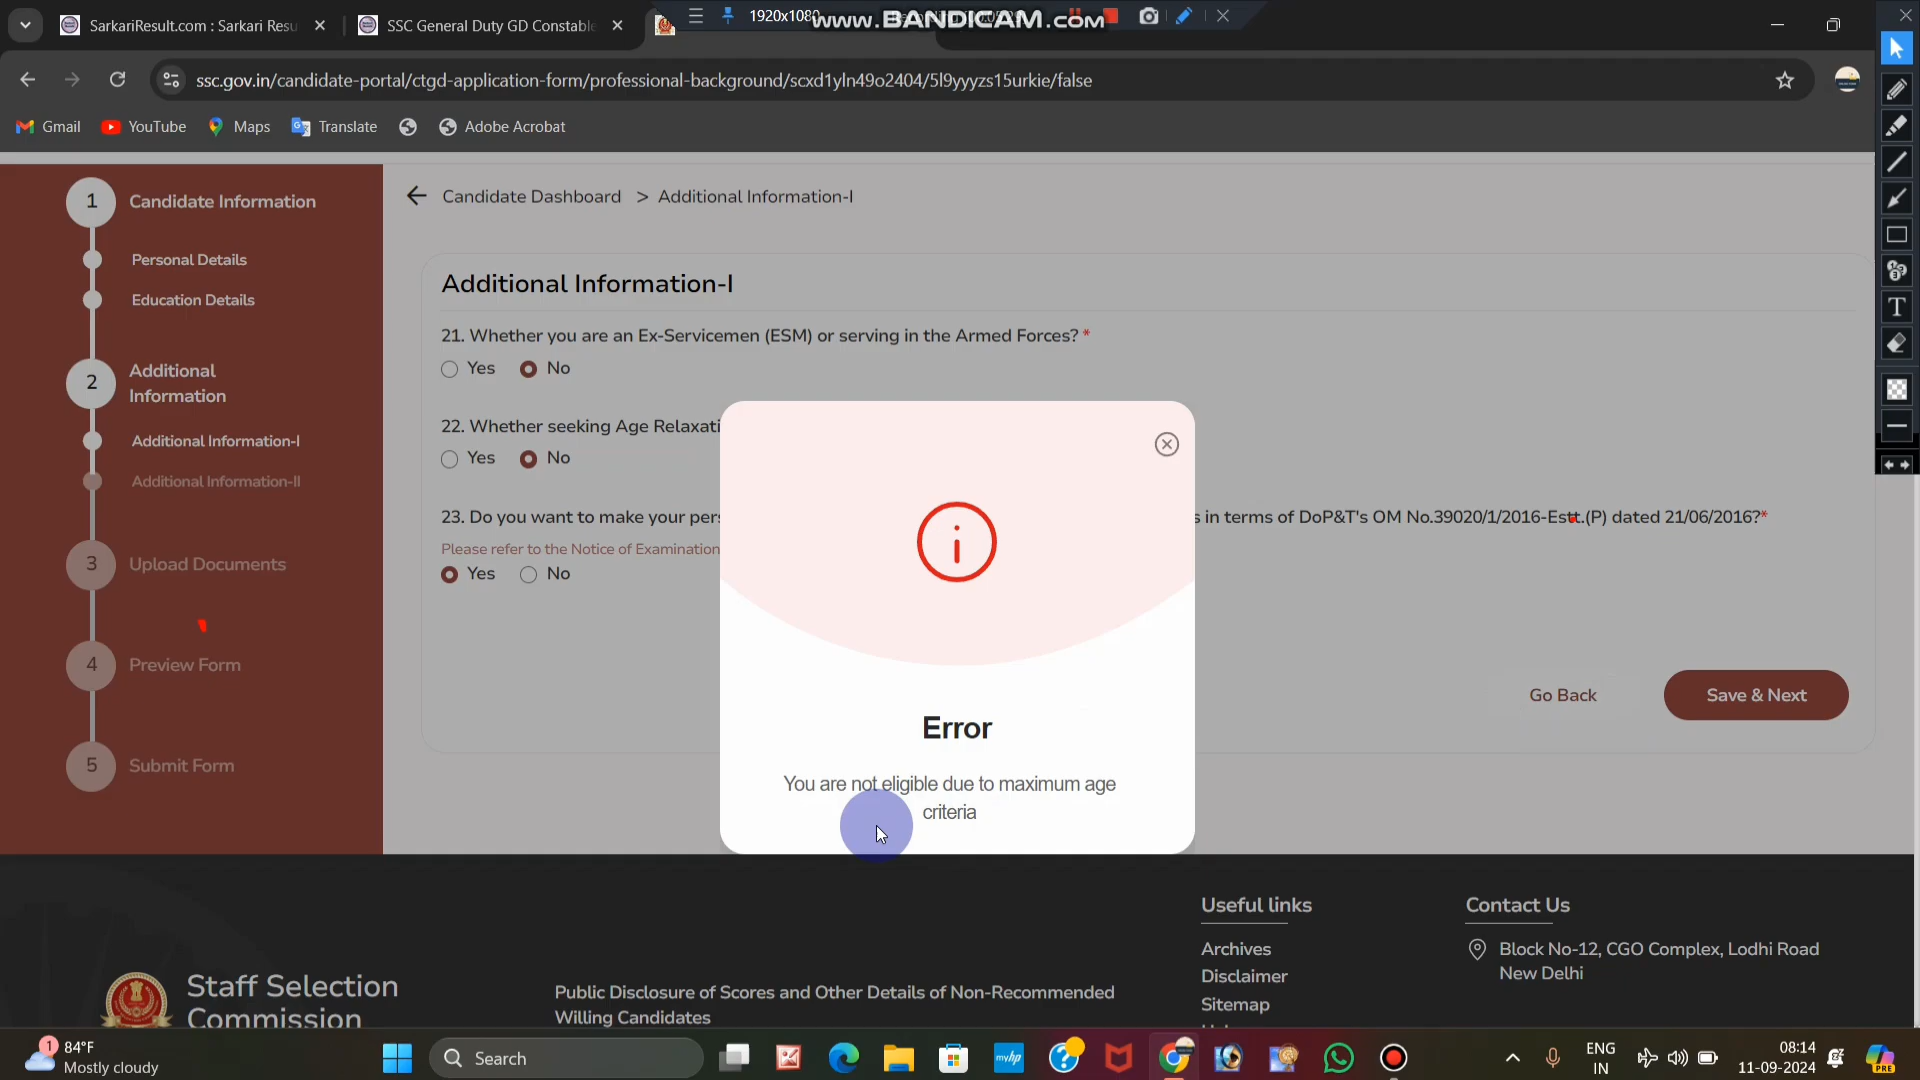 SarkariResult.com : Sarkari Resu
SSC General Duty GD Constable
1920x1080
www.BANDICAM.com
ssc.gov.in/candidate-portal/ctgd-application-form/professional-background/scxd1yln49o2404/5l9yyyzs15urkie/false
Gmail
YouTube
Maps
Translate
Adobe Acrobat
1 Candidate Information
Personal Details
Education Details
2 Additional
Information
Additional Information-I
Additional Information-II
3 Upload Documents
4 Preview Form
5 Submit Form
Candidate Dashboard > Additional Information-I
Additional Information-I
21. Whether you are an Ex-Servicemen (ESM) or serving in the Armed Forces? *
Yes No
22. Whether seeking Age Relaxati
Yes No
23. Do you want to make your pers
s in terms of DoP&T's OM No.39020/1/2016-Estt.(P) dated 21/06/2016?*
Please refer to the Notice of Examination
Yes No
Go Back
Save & Next
Error
You are not eligible due to maximum age
criteria
Staff Selection
Commission
Public Disclosure of Scores and Other Details of Non-Recommended
Willing Candidates
Useful links
Archives
Disclaimer
Sitemap
Contact Us
Block No-12, CGO Complex, Lodhi Road
New Delhi
1
84°F
Mostly cloudy
Search
myhp
ENG
IN
08:14
11-09-2024
PRE
T